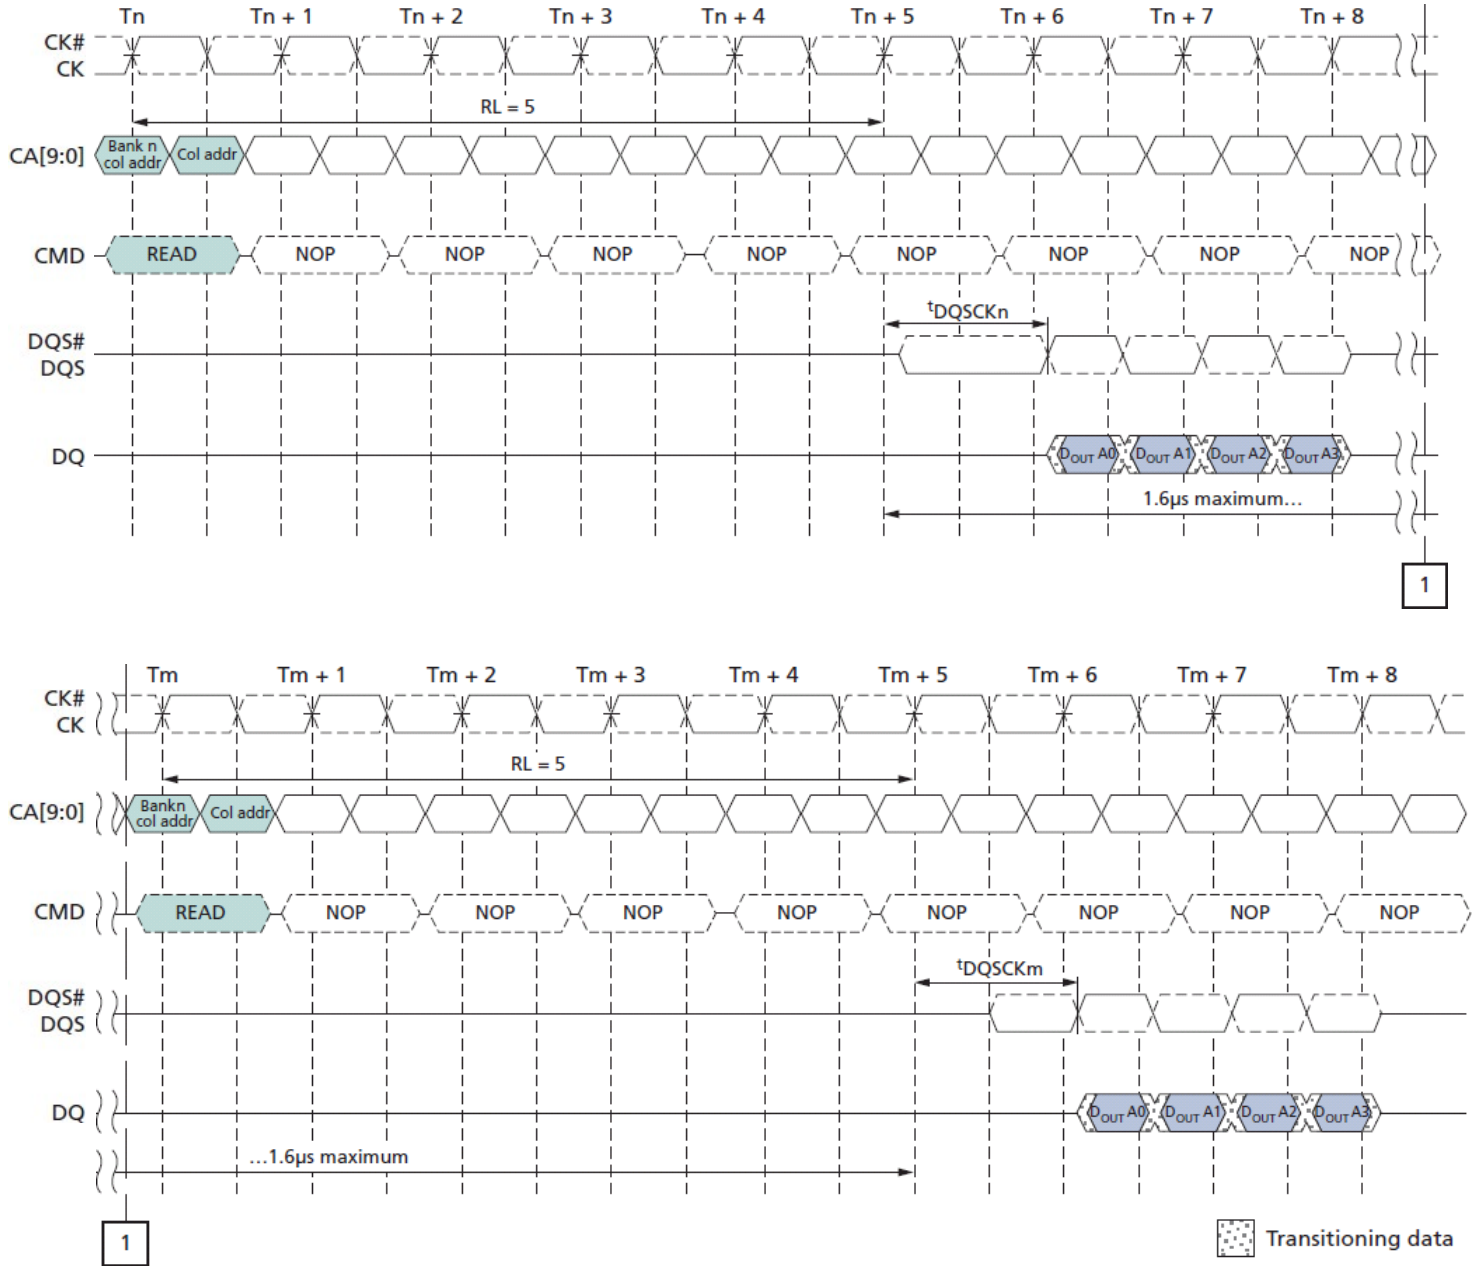 Tn Tn + 1 Tn + 2 Tn + 3 Tn + 4 Tn + 5 Tn + 6 Tn + 7 Tn + 8
CK#
CK
RL = 5
CA[9:0] Bank n col addr Col addr
CMD READ NOP NOP NOP NOP NOP NOP NOP NOP
tDQSCKn
DQS#
DQS
DQ DOUT A0 DOUT A1 DOUT A2 DOUT A3
1.6µs maximum…
1
Tm Tm + 1 Tm + 2 Tm + 3 Tm + 4 Tm + 5 Tm + 6 Tm + 7 Tm + 8
CK#
CK
RL = 5
CA[9:0] Bankn col addr Col addr
CMD READ NOP NOP NOP NOP NOP NOP NOP NOP
tDQSCKm
DQS#
DQS
DQ DOUT A0 DOUT A1 DOUT A2 DOUT A3
…1.6µs maximum
1
Transitioning data